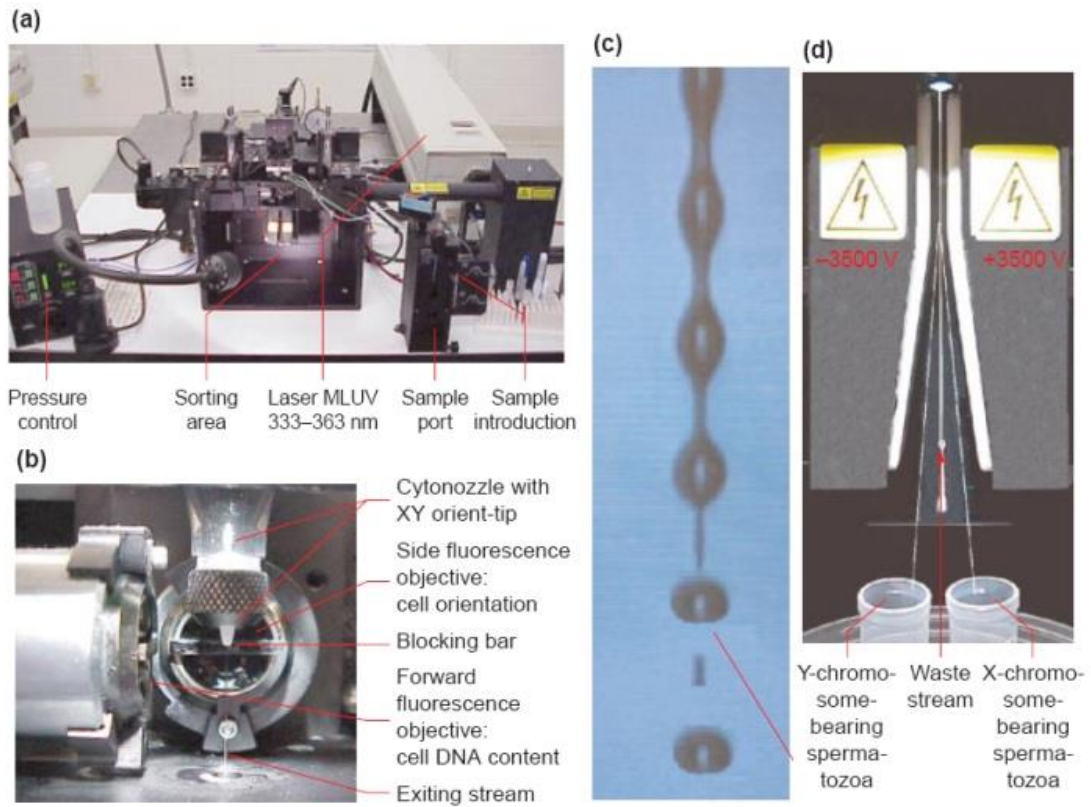 (a)
Pressure
control
Sorting
area
Laser MLUV
333–363 nm
Sample
port
Sample
introduction
(b)
Cytonozzle with
XY orient-tip
Side fluorescence
objective:
cell orientation
Blocking bar
Forward
fluorescence
objective:
cell DNA content
Exiting stream
(c)
(d)
–3500 V
+3500 V
Y-chromo-
some-
bearing
sperma-
tozoa
Waste
stream
X-chromo-
some-
bearing
sperma-
tozoa